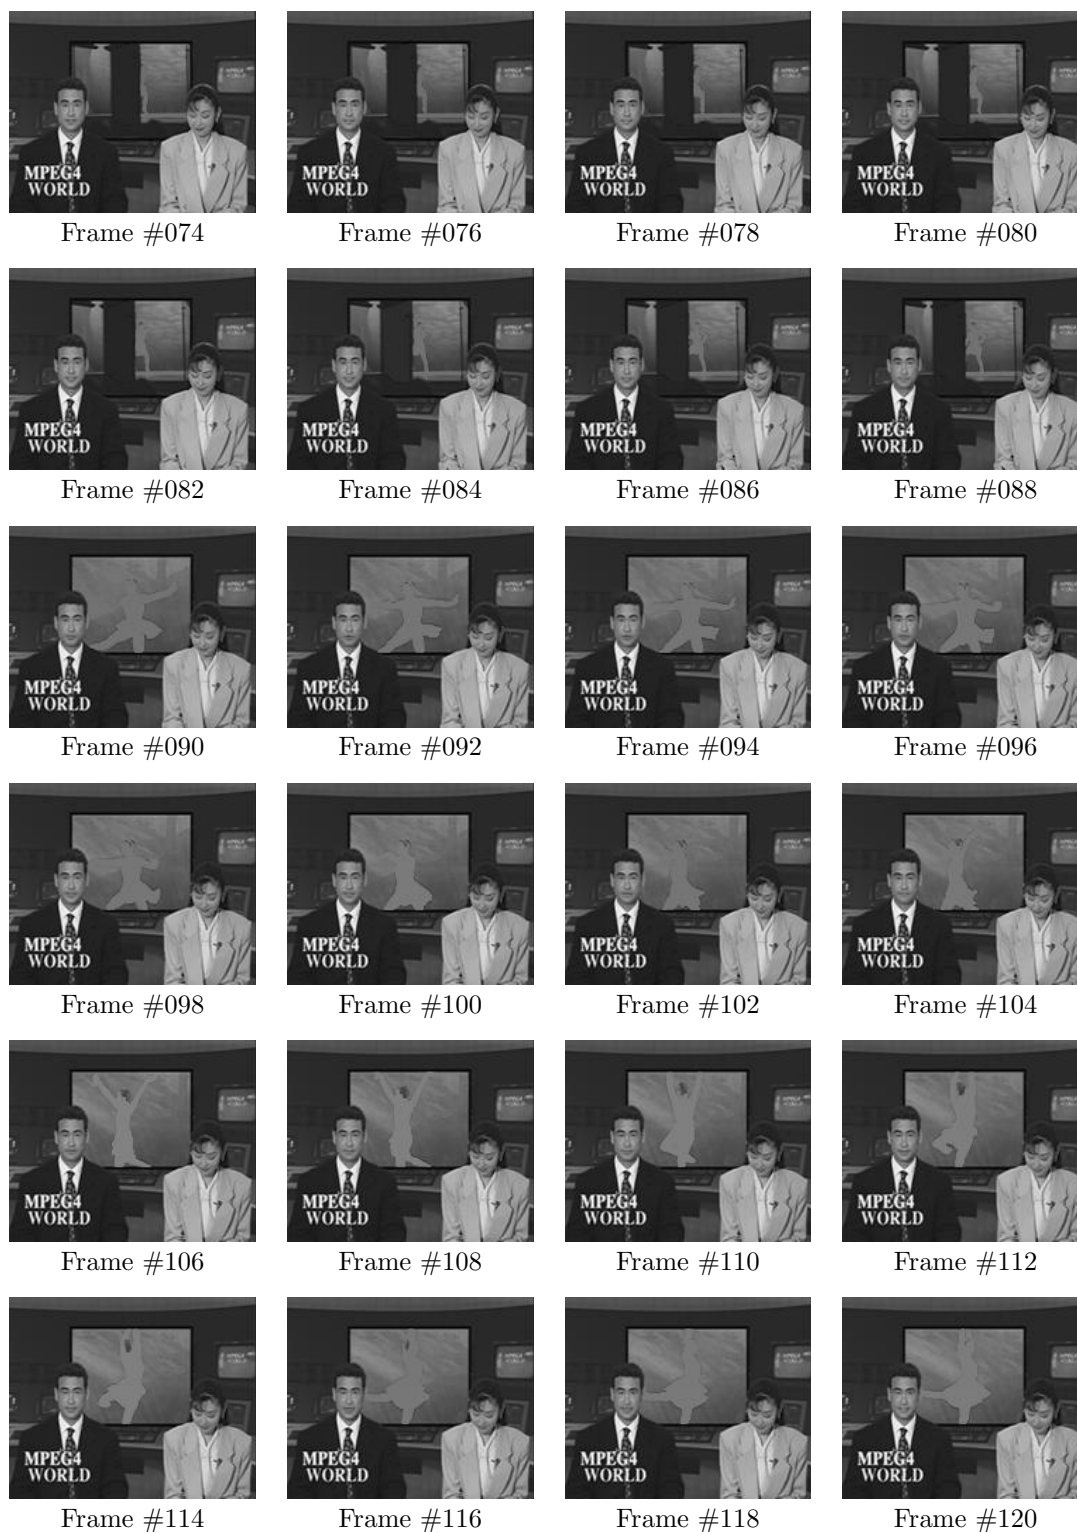 MPEG4 MPEG4 MPEG4 MPEG4
WORLD WORLD WORLD WORLD
Frame #074 Frame #076 Frame #078 Frame #080
MPEG4 MPEG4 MPEG4 MPEG4
WORLD WORLD WORLD WORLD
Frame #082 Frame #084 Frame #086 Frame #088
MPEG4 MPEG4 MPEG4 MPEG4
WORLD WORLD WORLD WORLD
Frame #090 Frame #092 Frame #094 Frame #096
MPEG4 MPEG4 MPEG4 MPEG4
WORLD WORLD WORLD WORLD
Frame #098 Frame #100 Frame #102 Frame #104
MPEG4 MPEG4 MPEG4 MPEG4
WORLD WORLD WORLD WORLD
Frame #106 Frame #108 Frame #110 Frame #112
MPEG4 MPEG4 MPEG4 MPEG4
WORLD WORLD WORLD WORLD
Frame #114 Frame #116 Frame #118 Frame #120